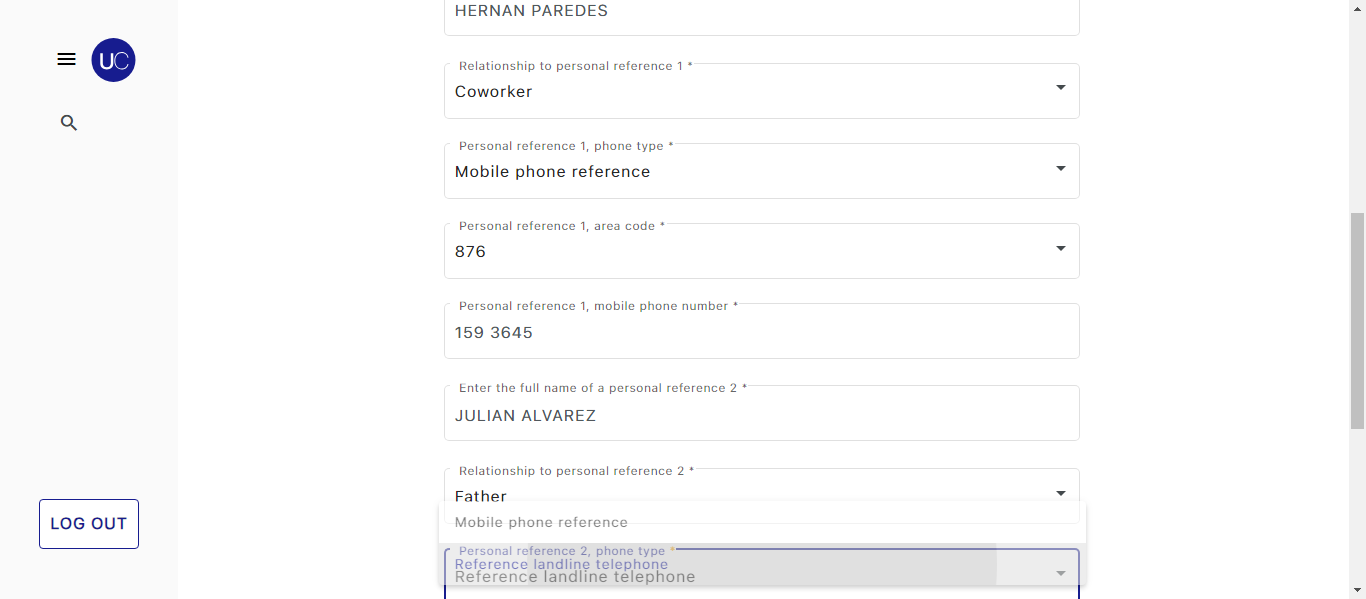 HERNAN PAREDES
UC
Relationship to personal reference 1 *
Coworker
Personal reference 1, phone type *
Mobile phone reference
Personal reference 1, area code *
876
Personal reference 1, mobile phone number *
159 3645
Enter the full name of a personal reference 2 *
JULIAN ALVAREZ
Relationship to personal reference 2 *
Father
Mobile phone reference
LOG OUT
Personal reference 2, phone type *
Reference landline telephone
Reference landline telephone